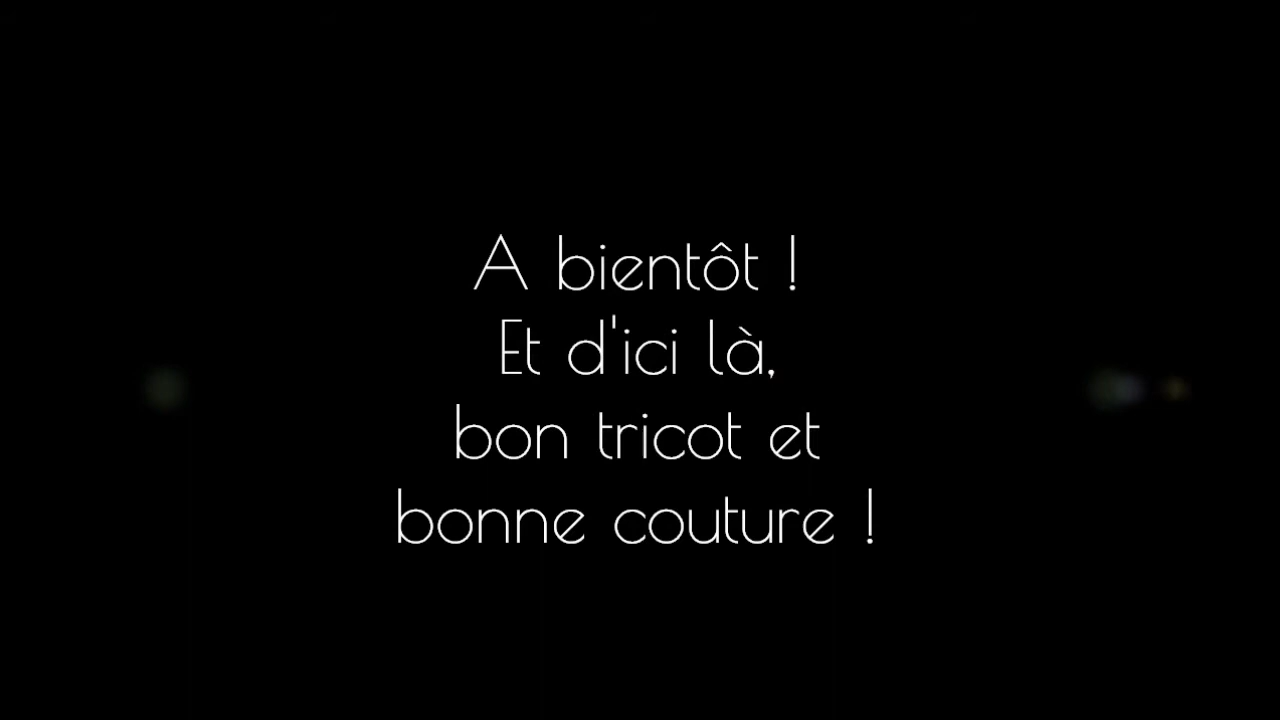 A bientôt !
Et d'ici là,
bon tricot et
bonne couture !